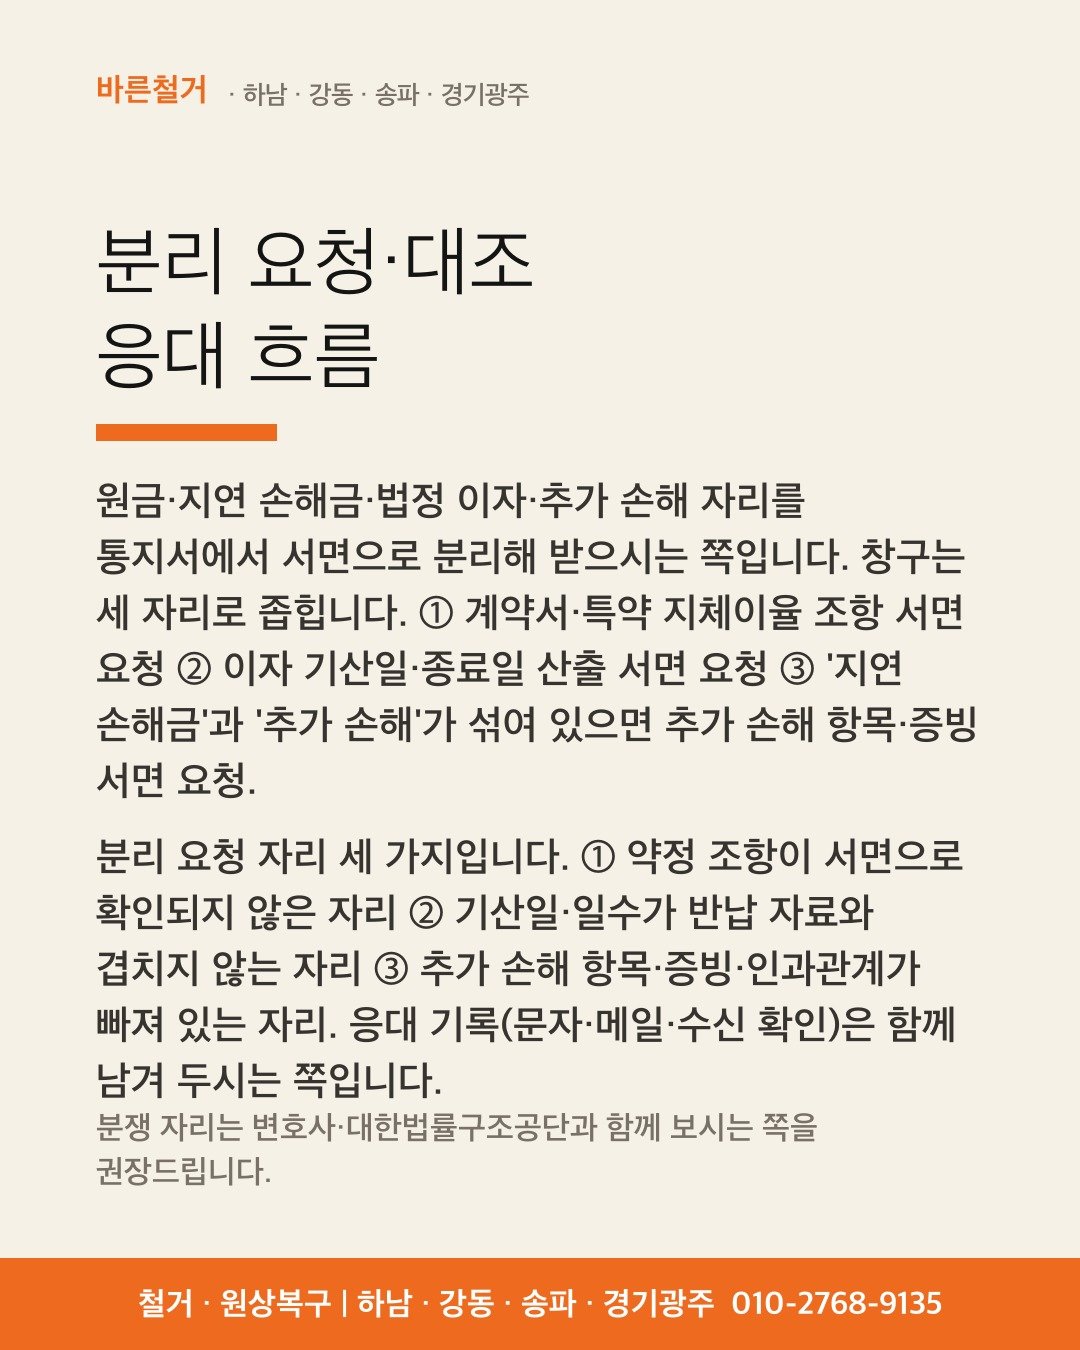 바른철거 · 하남 · 강동 · 송파 · 경기광주
분리 요청·대조
응대 흐름
원금·지연 손해금·법정 이자·추가 손해 자리를
통지서에서 서면으로 분리해 받으시는 쪽입니다. 창구는
세 자리로 좁힙니다. ① 계약서·특약 지체이율 조항 서면
요청 ② 이자 기산일·종료일 산출 서면 요청 ③ '지연
손해금'과 '추가 손해'가 섞여 있으면 추가 손해 항목·증빙
서면 요청.
분리 요청 자리 세 가지입니다. ① 약정 조항이 서면으로
확인되지 않은 자리 ② 기산일·일수가 반납 자료와
겹치지 않는 자리 ③ 추가 손해 항목·증빙·인과관계가
빠져 있는 자리. 응대 기록(문자·메일·수신 확인)은 함께
남겨 두시는 쪽입니다.
분쟁 자리는 변호사·대한법률구조공단과 함께 보시는 쪽을
권장드립니다.
철거 · 원상복구 | 하남 · 강동 · 송파 · 경기광주 010-2768-9135